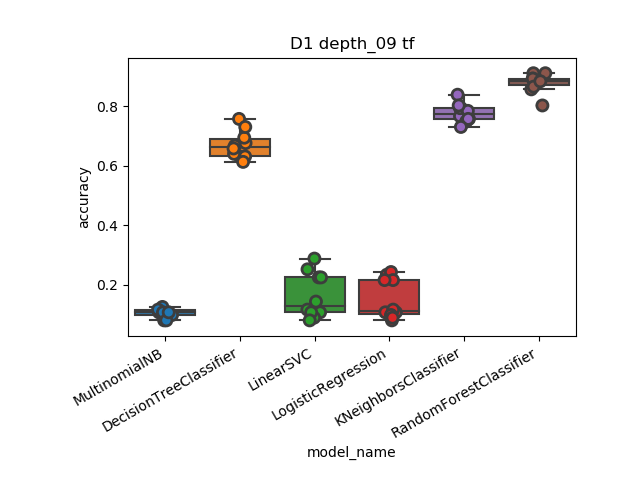 D1 depth_09 tf
accuracy
0.8
0.6
0.4
0.2
MultinomialNB
DecisionTreeClassifier
LinearSVC
LogisticRegression
KNeighborsClassifier
RandomForestClassifier
model_name